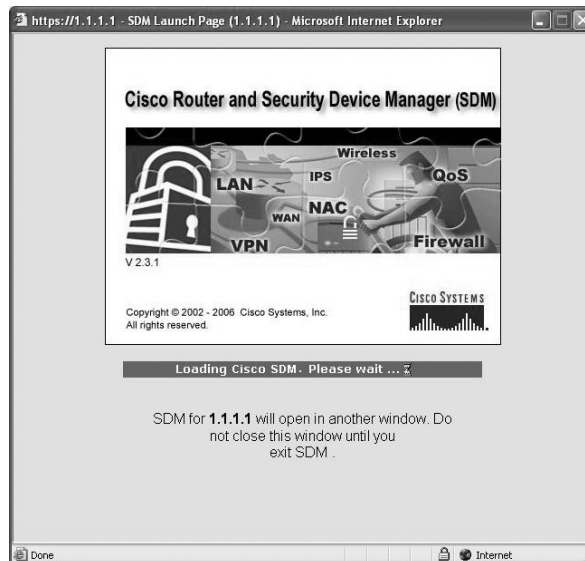 https://1.1.1.1 - SDM Launch Page (1.1.1.1) - Microsoft Internet Explorer
Cisco Router and Security Device Manager (SDM)
Wireless
LAN
IPS
QoS
WAN
NAC
VPN
Firewall
V 2.3.1
CISCO SYSTEMS
Copyright © 2002 - 2006 Cisco Systems, Inc.
All rights reserved.
Loading Cisco SDM. Please wait ...
SDM for 1.1.1.1 will open in another window. Do
not close this window until you
exit SDM .
Done
Internet